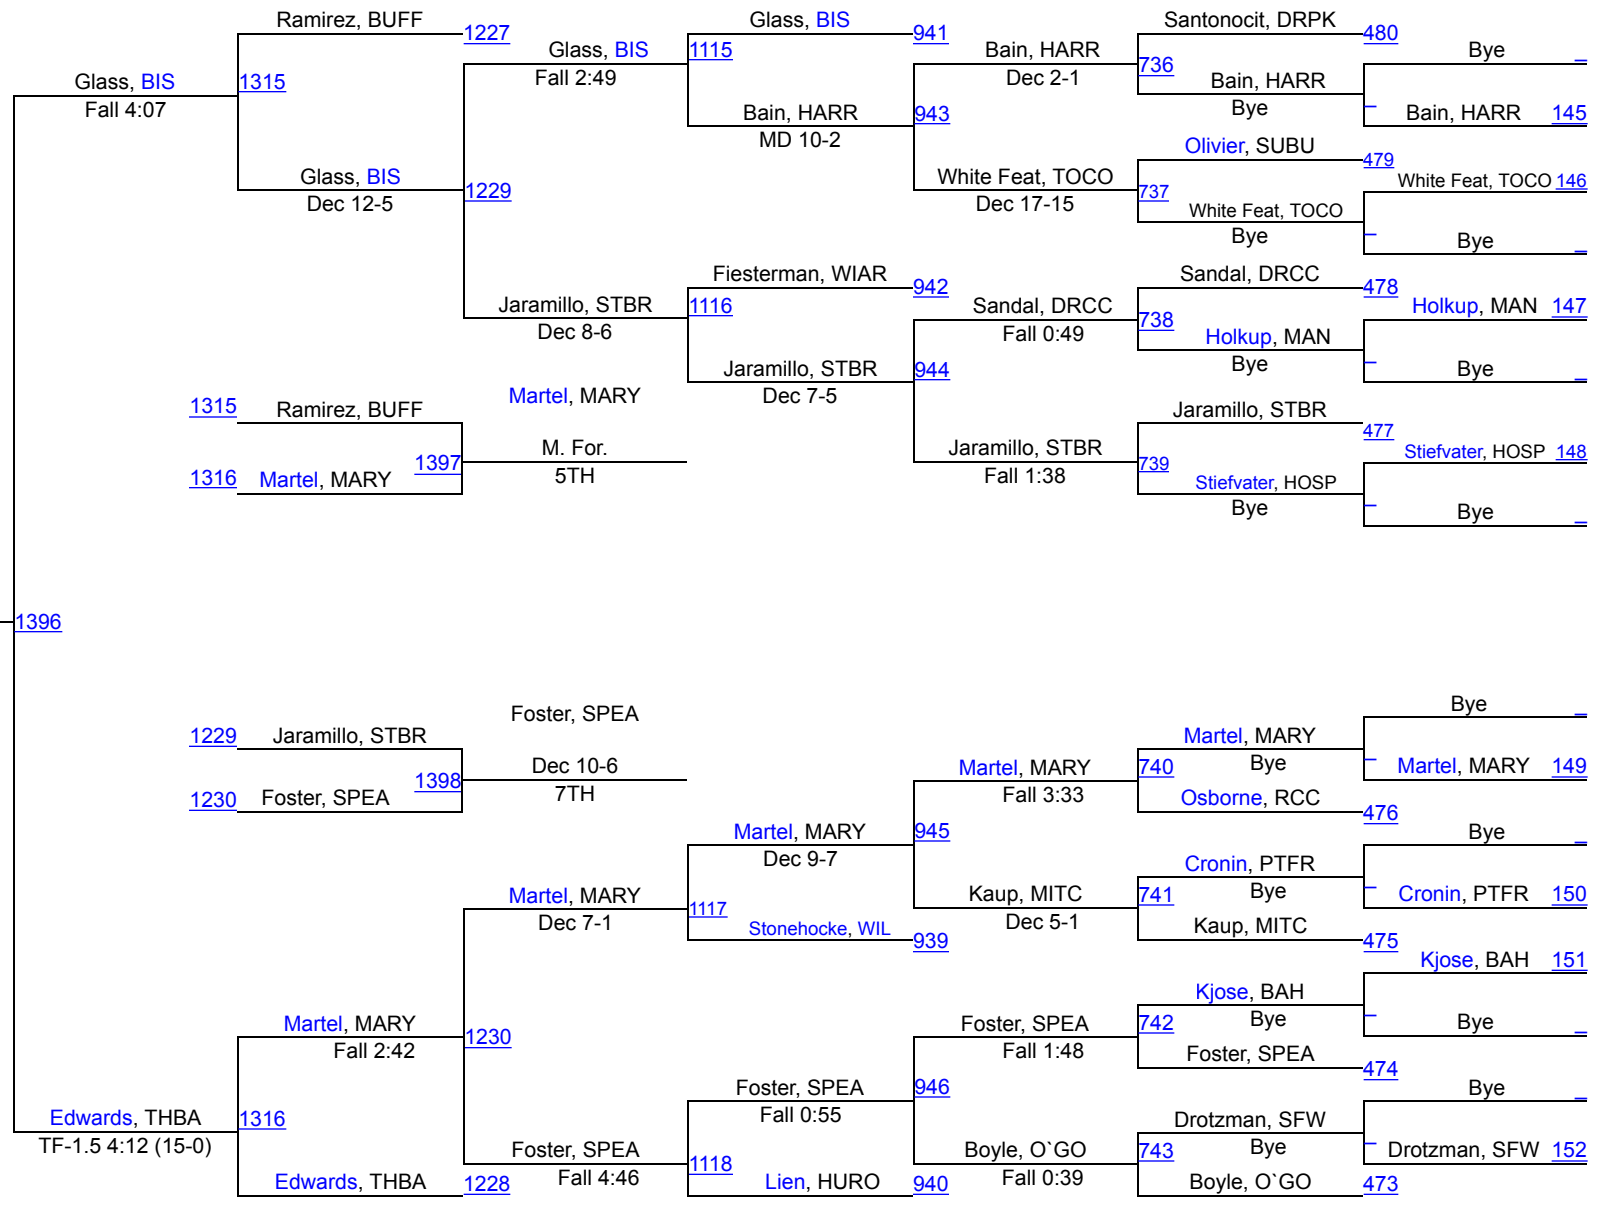 Ramirez, BUFF
1227
Glass, BIS
941
Santonocit, DRPK
480
Glass, BIS
1115
Fall 2:49
Bain, HARR
Dec 2-1
736
Bye
Glass, BIS
Fall 4:07
1315
Bain, HARR
Bye
Bain, HARR 145
Bain, HARR
MD 10-2
943
Olivier, SUBU
479
Glass, BIS
Dec 12-5
1229
White Feat, TOCO
Dec 17-15
737
White Feat, TOCO 146
White Feat, TOCO
Bye
Bye
Fiesterman, WIAR
942
Sandal, DRCC
478
Jaramillo, STBR
Dec 8-6
1116
Sandal, DRCC
Fall 0:49
738
Holkup, MAN 147
Holkup, MAN
Bye
Jaramillo, STBR
Dec 7-5
944
Bye
1315
Ramirez, BUFF
Martel, MARY
Jaramillo, STBR
477
1397
M. For.
5TH
Jaramillo, STBR
Fall 1:38
739
Stiefvater, HOSP 148
1316
Martel, MARY
Stiefvater, HOSP
Bye
Bye
1396
Bye
1229
Jaramillo, STBR
Foster, SPEA
Martel, MARY
Bye
1398
Dec 10-6
7TH
Martel, MARY
Fall 3:33
740
Martel, MARY 149
1230
Foster, SPEA
Osborne, RCC
476
Martel, MARY
Dec 9-7
945
Bye
Cronin, PTFR
Bye
Martel, MARY
Dec 7-1
1117
Kaup, MITC
Dec 5-1
741
Cronin, PTFR 150
Stonehocke, WIL
939
Kaup, MITC
475
Kjose, BAH 151
Kjose, BAH
Bye
Martel, MARY
Fall 2:42
1230
Foster, SPEA
Fall 1:48
742
Bye
Foster, SPEA
474
Foster, SPEA
Fall 0:55
946
Bye
Edwards, THBA
TF-1.5 4:12 (15-0)
1316
Drotzman, SFW
Bye
Foster, SPEA
Fall 4:46
1118
Boyle, O`GO
Fall 0:39
743
Drotzman, SFW 152
Edwards, THBA
1228
Lien, HURO
940
Boyle, O`GO
473